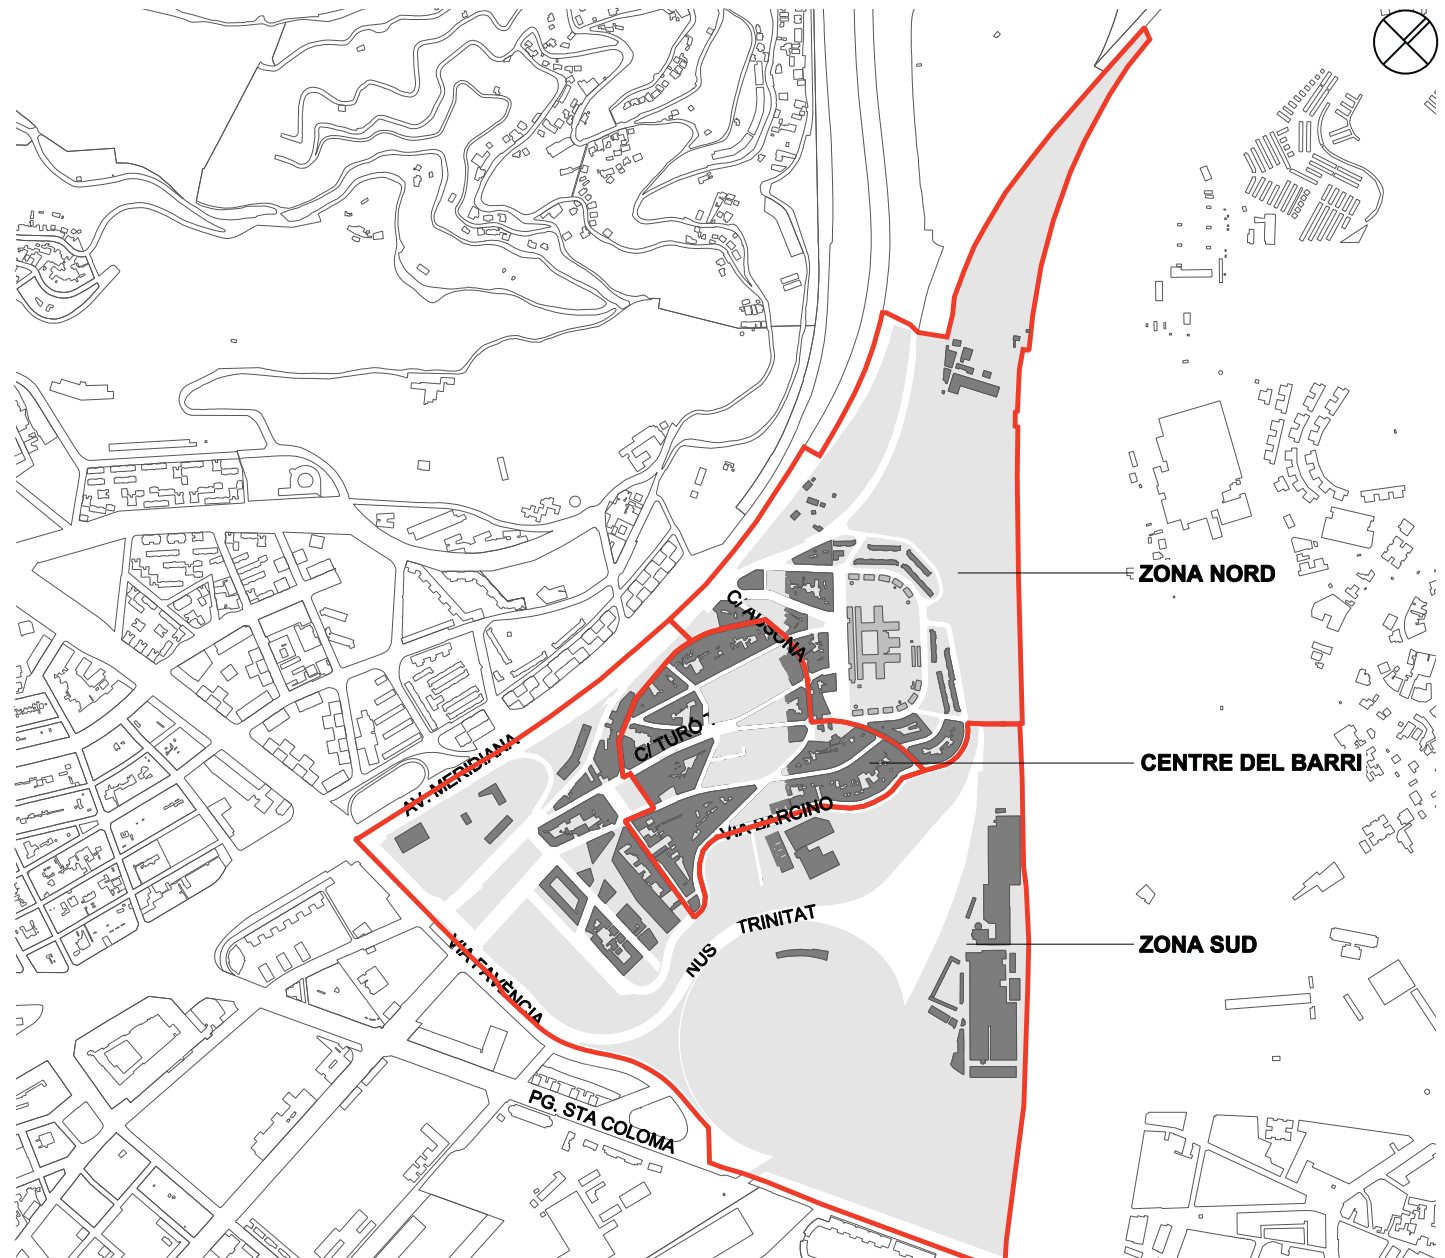 ZONA NORD
C/ AUSONA
C/ TURÓ
CENTRE DEL BARRI
AV. MERIDIANA
VIA BARCINO
NUS TRINITAT
ZONA SUD
VIA FAVÈNCIA
PG. STA COLOMA